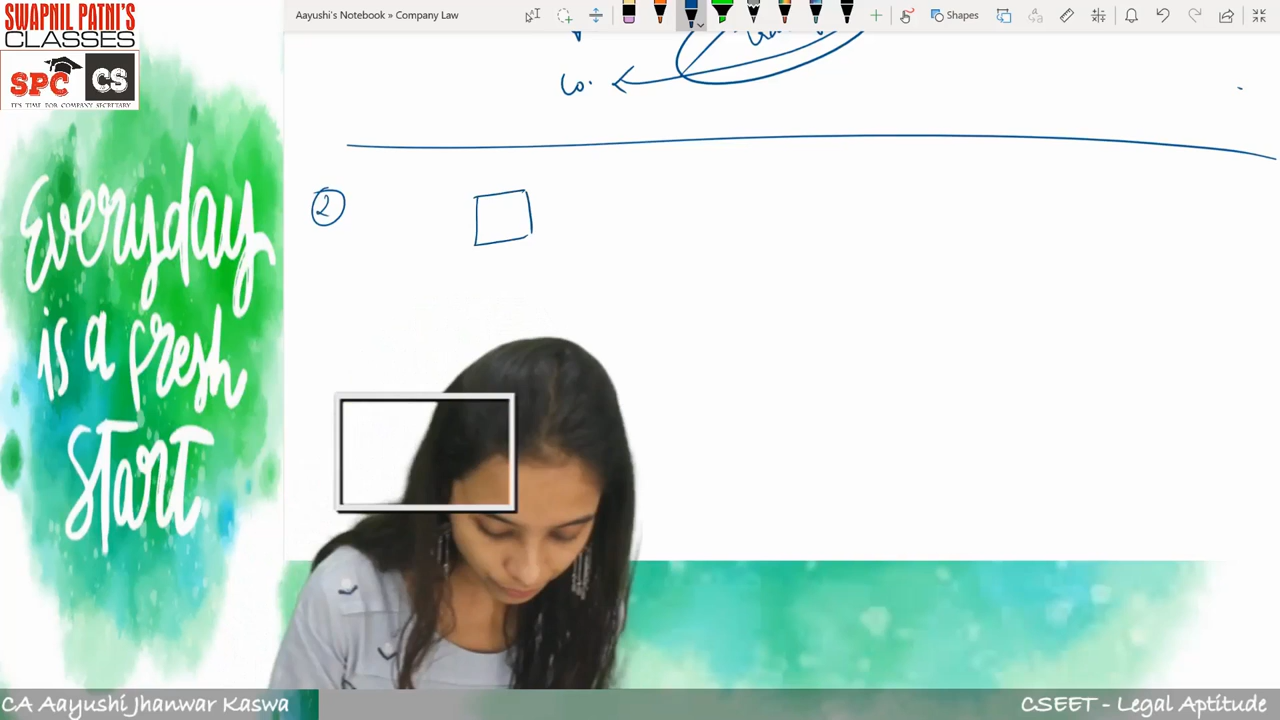 SWAPNIL PATNI'S
CLASSES
SPC CS
IT'S TIME FOR COMPANY SECRETARY
Aayushi's Notebook » Company Law
Shapes
Co.
2
Everyday
is a fresh
Start
CA Aayushi Jhanwar Kaswa
CSEET - Legal Aptitude